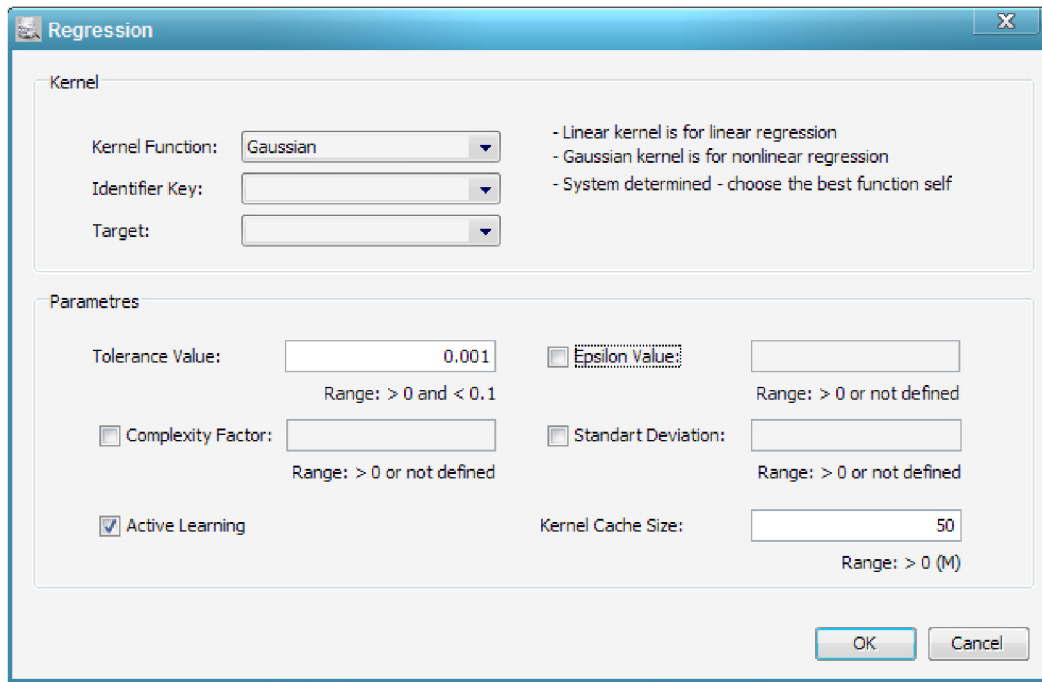 Regression
Kernel
Kernel Function: Gaussian
- Linear kernel is for linear regression
- Gaussian kernel is for nonlinear regression
Identifier Key:
- System determined - choose the best function self
Target:
Parametres
Tolerance Value: 0.001
Epsilon Value:
Range: > 0 and < 0.1
Range: > 0 or not defined
Complexity Factor:
Standart Deviation:
Range: > 0 or not defined
Range: > 0 or not defined
Active Learning
Kernel Cache Size: 50
Range: > 0 (M)
OK
Cancel